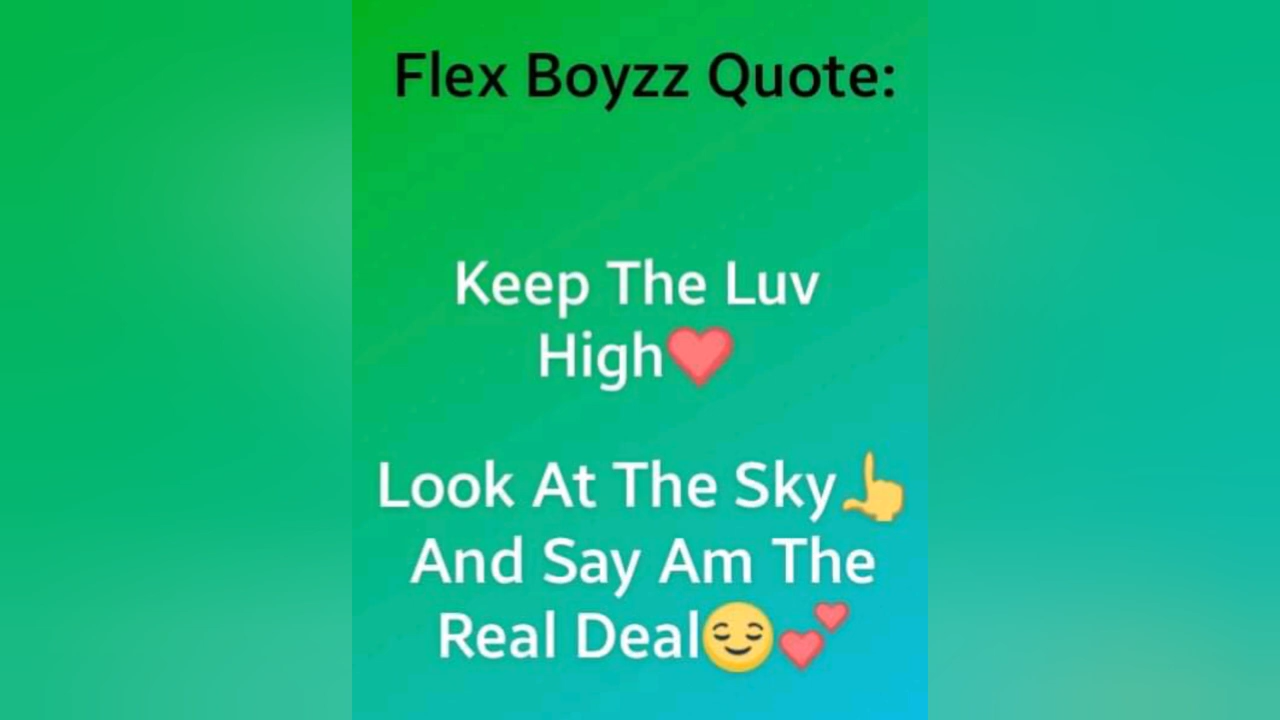 Flex Boyzz Quote:
Keep The Luv
High❤️
Look At The Sky👆
And Say Am The
Real Deal😌💕